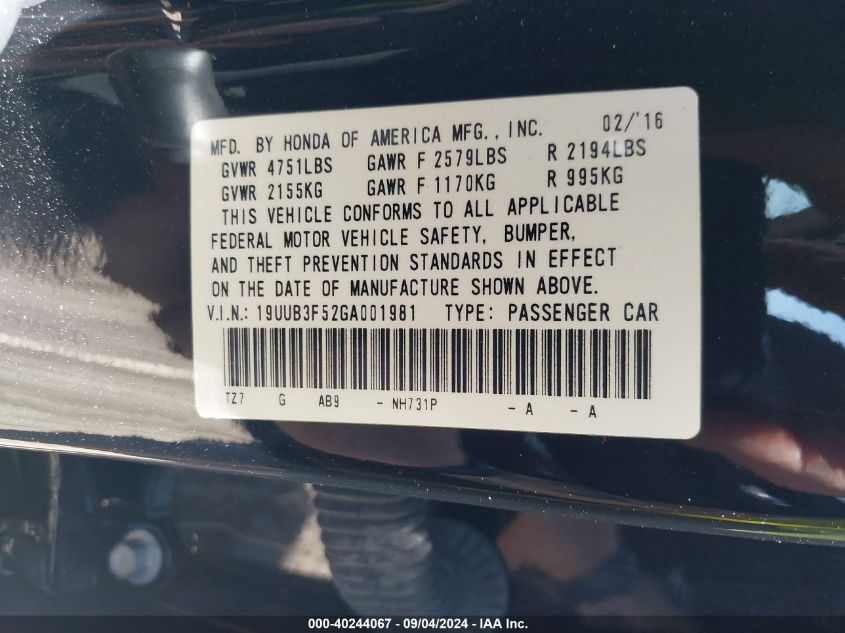 MFD. BY HONDA OF AMERICA MFG., INC. 02/'16
GVWR 4751LBS GAWR F 2579LBS R 2194LBS
GVWR 2155KG GAWR F 1170KG R 995KG
THIS VEHICLE CONFORMS TO ALL APPLICABLE
FEDERAL MOTOR VEHICLE SAFETY, BUMPER,
AND THEFT PREVENTION STANDARDS IN EFFECT
ON THE DATE OF MANUFACTURE SHOWN ABOVE.
V.I.N.: 19UUB3F52GA001981 TYPE: PASSENGER CAR
TZ7 G AB9 - NH731P - A - A
000-40244067 - 09/04/2024 - IAA Inc.